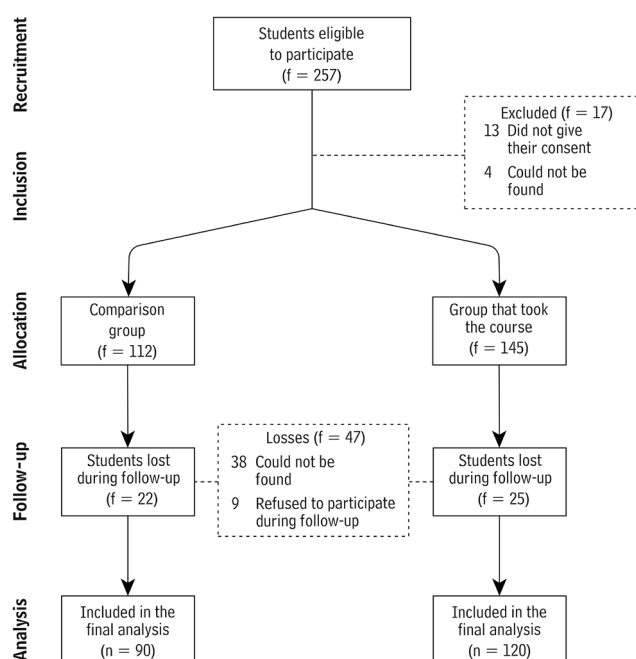 Recruitment
Students eligible
to participate
(f = 257)
Inclusion
Excluded (f = 17)
13 Did not give
their consent
4 Could not be
found
Allocation
Comparison
group
(f = 112)
Group that took
the course
(f = 145)
Follow-up
Students lost
during follow-up
(f = 22)
Losses (f = 47)
38 Could not be
found
9 Refused to participate
during follow-up
Students lost
during follow-up
(f = 25)
Analysis
Included in the
final analysis
(n = 90)
Included in the
final analysis
(n = 120)